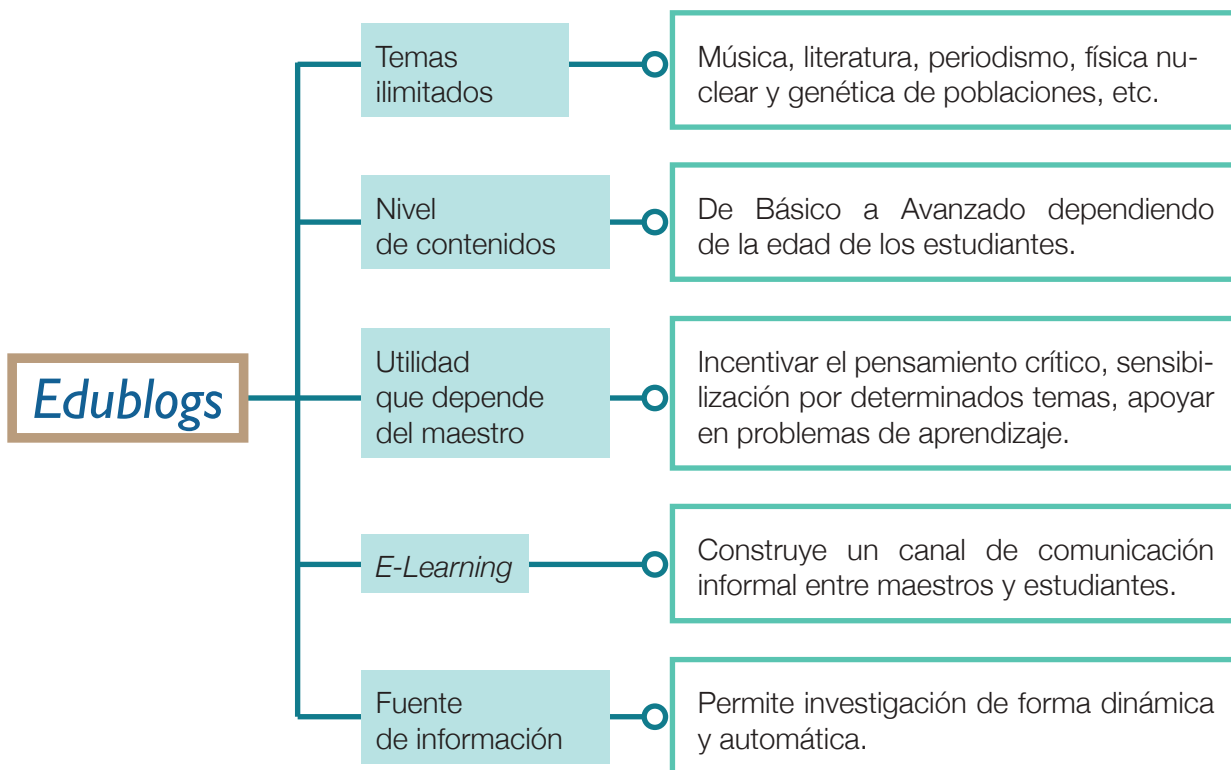 Edublogs
Temas
ilimitados
Música, literatura, periodismo, física nu-
clear y genética de poblaciones, etc.
Nivel
de contenidos
De Básico a Avanzado dependiendo
de la edad de los estudiantes.
Utilidad
que depende
del maestro
Incentivar el pensamiento crítico, sensibi-
lización por determinados temas, apoyar
en problemas de aprendizaje.
E-Learning
Construye un canal de comunicación
informal entre maestros y estudiantes.
Fuente
de información
Permite investigación de forma dinámica
y automática.